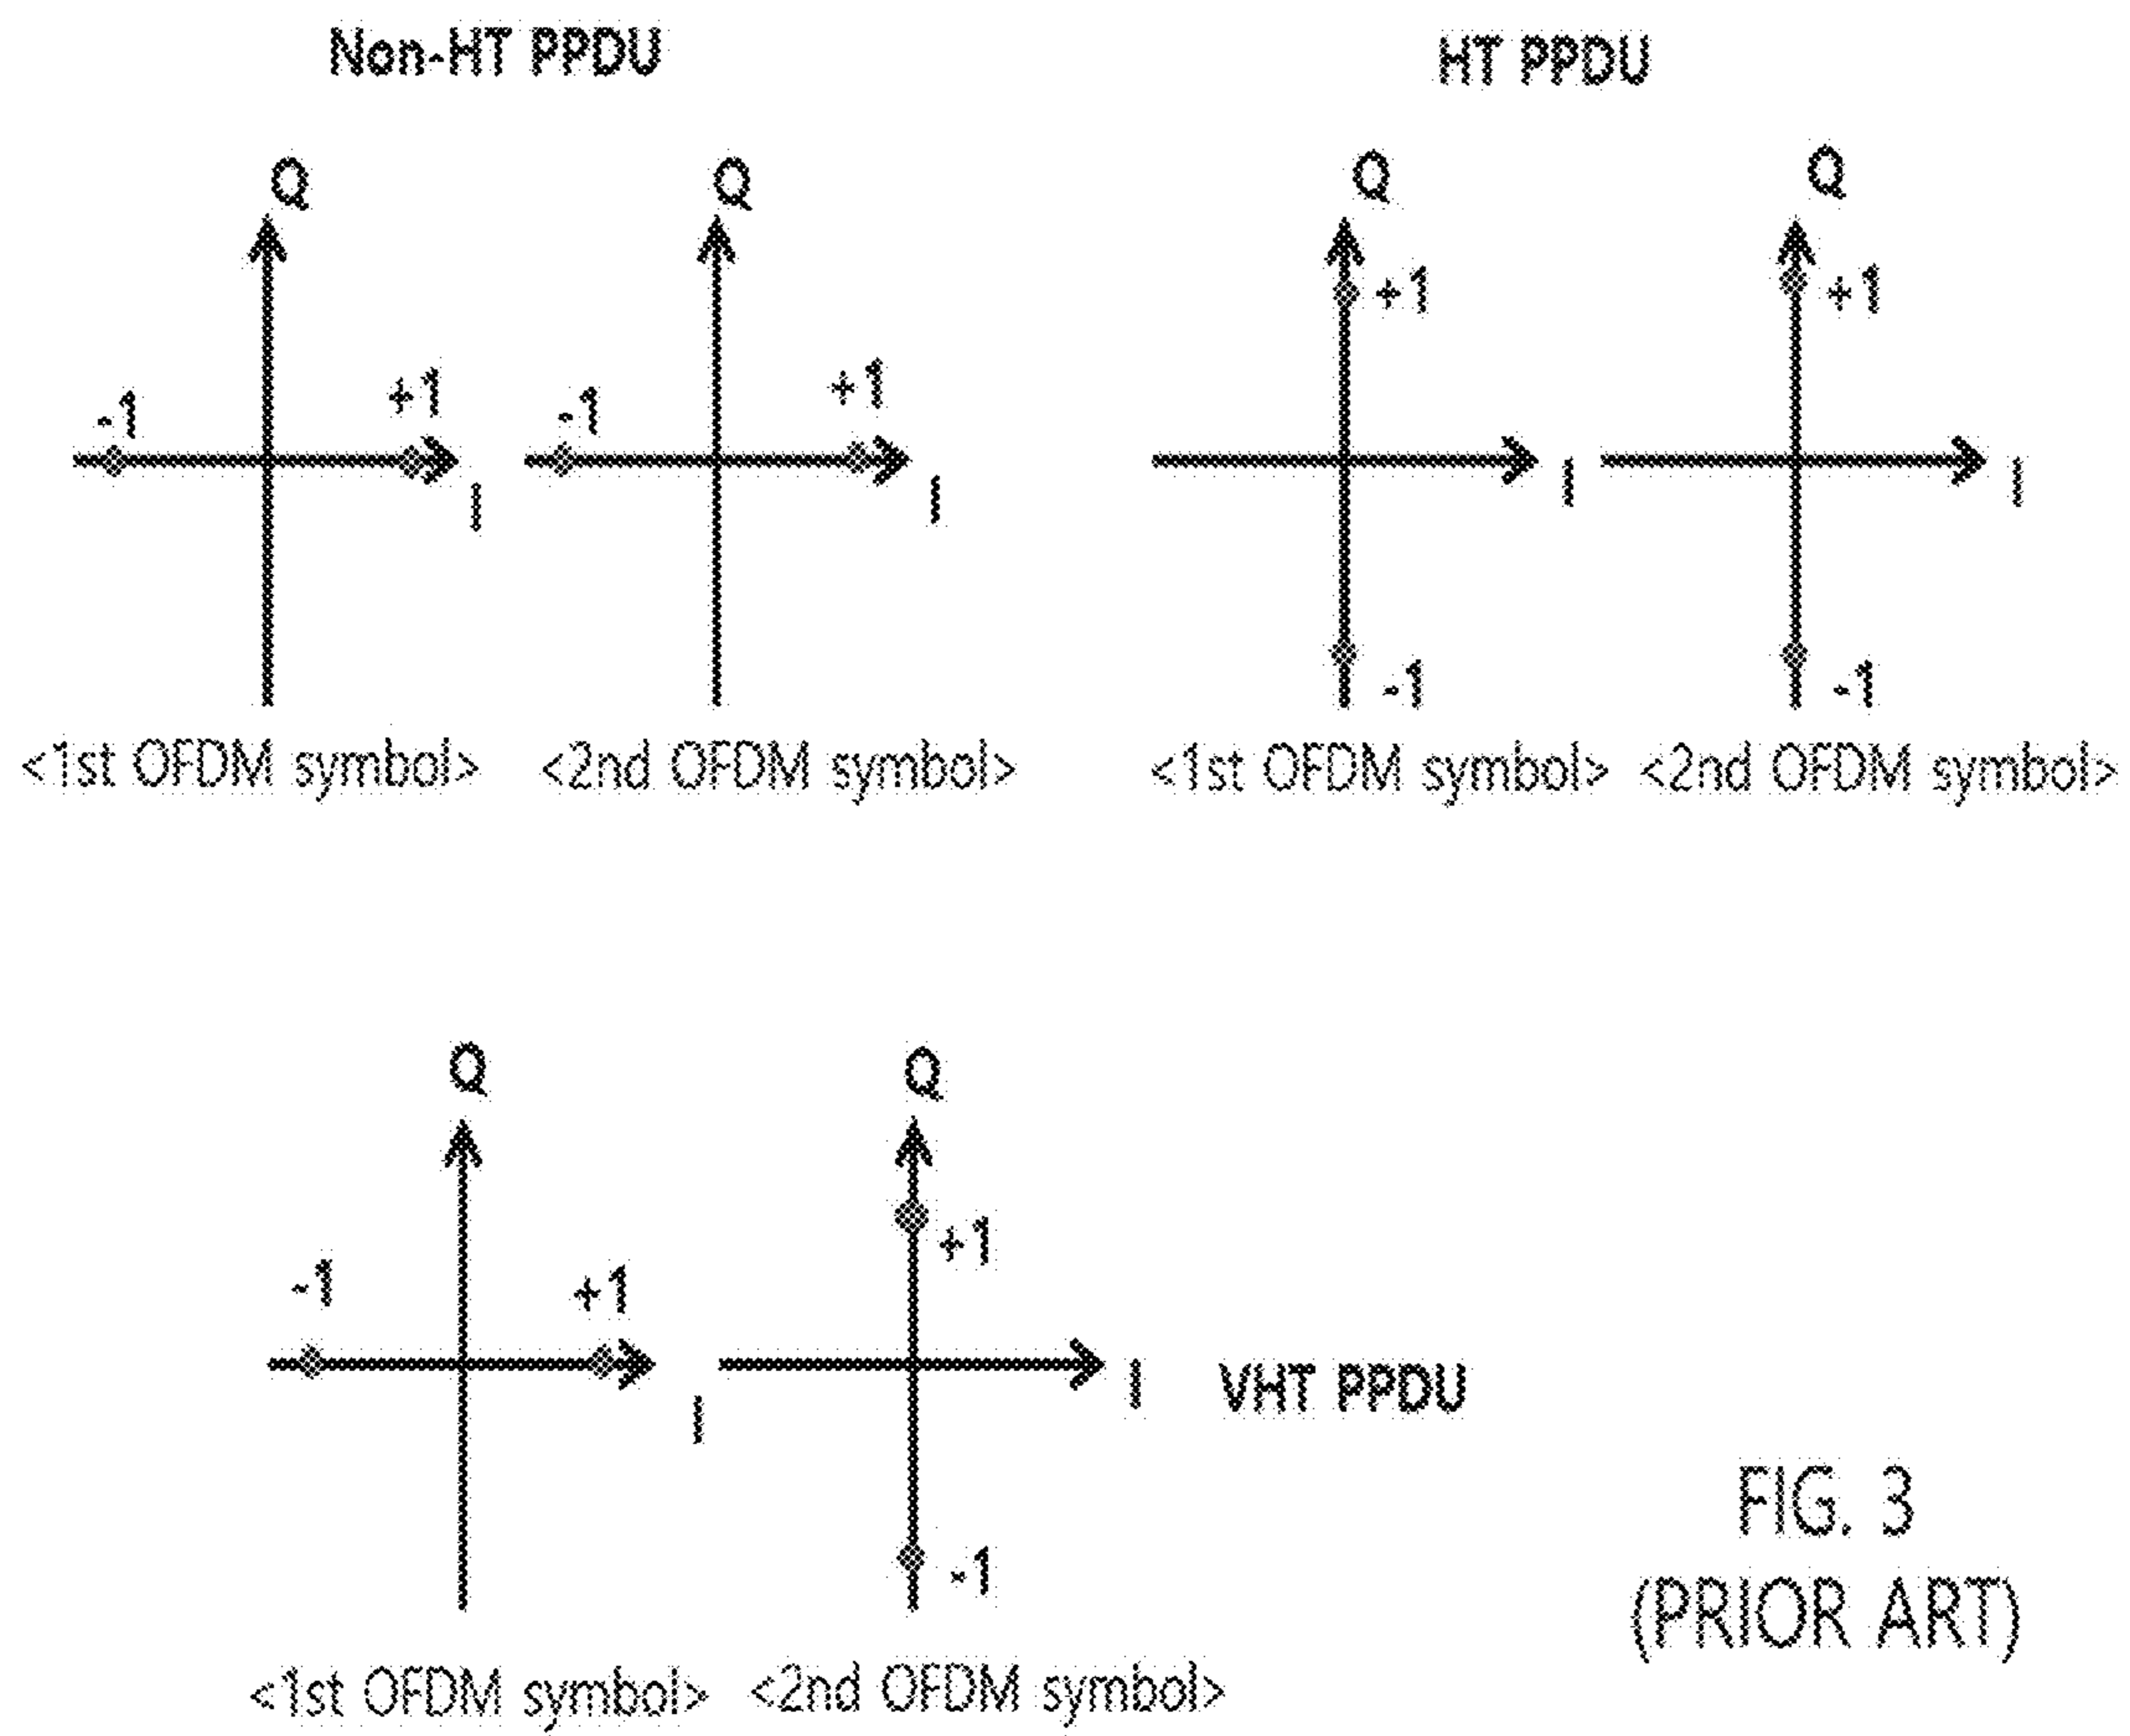 Non-HT PPDU
HT PPDU
Q
Q
Q
Q
-1
+1
I
-1
+1
I
+1
-1
I
+1
-1
I
<1st OFDM symbol>
<2nd OFDM symbol>
<1st OFDM symbol>
<2nd OFDM symbol>
Q
Q
-1
+1
I
+1
-1
I
VHT PPDU
<1st OFDM symbol>
<2nd OFDM symbol>
FIG. 3
(PRIOR ART)